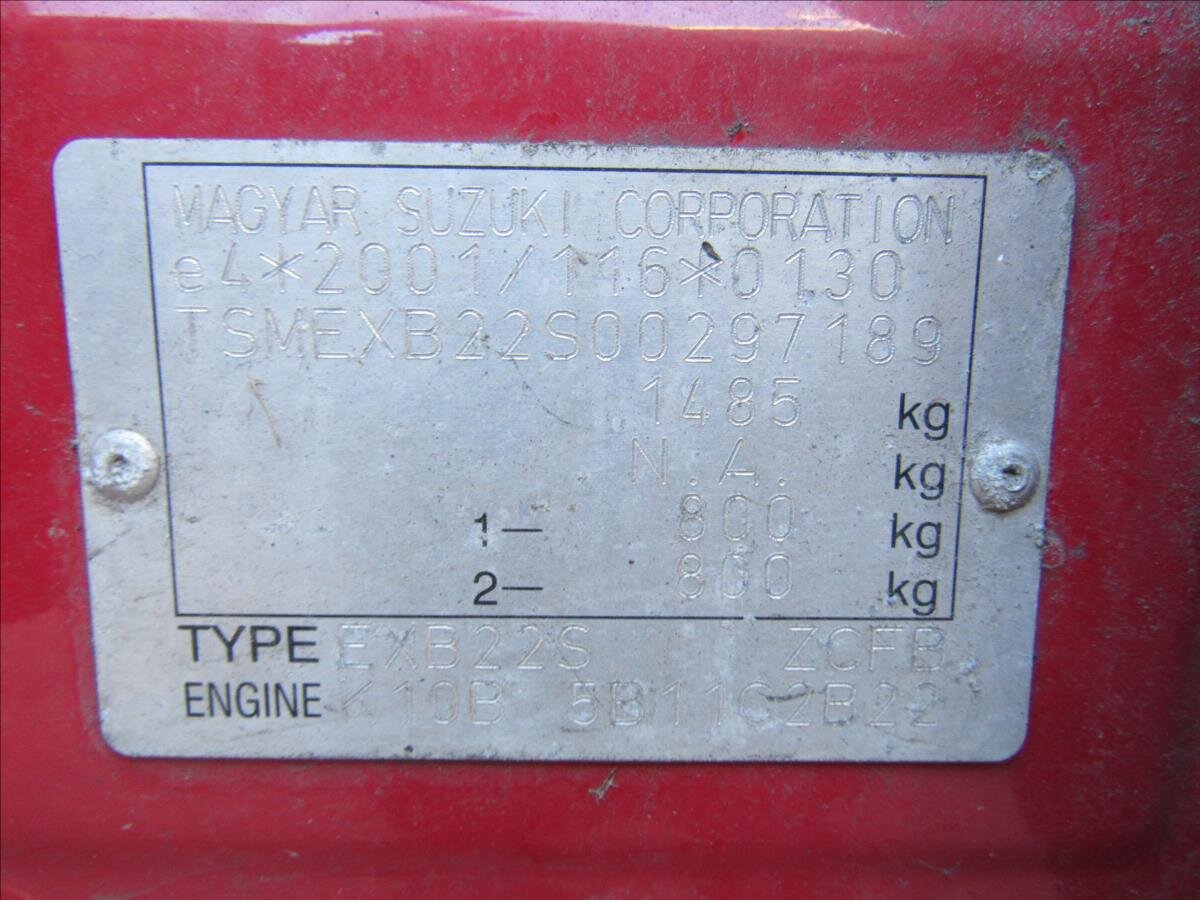 MAGYAR SUZUKI CORPORATION
e4*2001/116*0130
TSMEXB22S00297189
1485 kg
N.A. kg
1— 800 kg
2— 800 kg
TYPE EXB22S ZCFB
ENGINE K10B 5B11C2B22